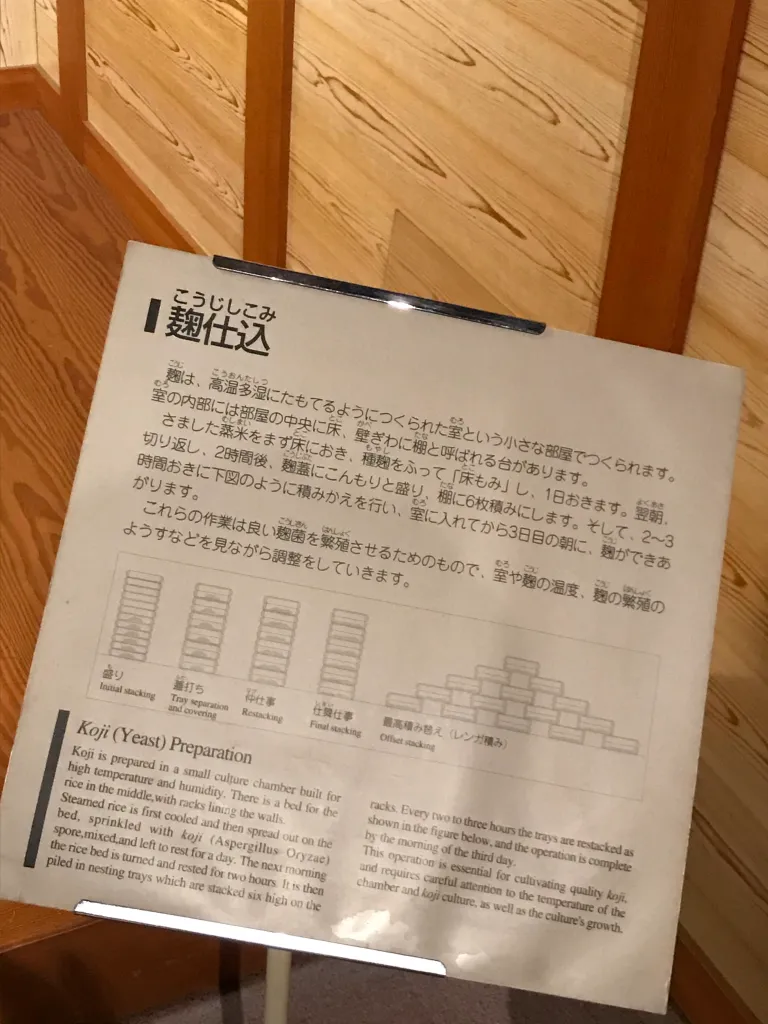 こうじしこみ
麹仕込
麹は、高温多湿にたもてるようにつくられた室という小さな部屋でつくられます。
室の内部には部屋の中央に床、壁ぎわに棚と呼ばれる台があります。
さました蒸米をまず床におき、種麹をふって「床もみ」し、1日おきます。翌朝、
切り返し、2時間後、麹蓋にこんもりと盛り、棚に6枚積みにします。そして、2〜3
時間おきに下図のように積みかえを行い、室に入れてから3日目の朝に、麹ができあ
がります。
これらの作業は良い麹菌を繁殖させるためのもので、室や麹の温度、麹の繁殖の
ようすなどを見ながら調整をしていきます。
盛り
Initial stacking
蓋打ち
Tray separation
and covering
仲仕事
Restacking
仕舞仕事
Final stacking
最高積み替え（レンガ積み）
Offset stacking
Koji (Yeast) Preparation
Koji is prepared in a small culture chamber built for
high temperature and humidity. There is a bed for the
rice in the middle,with racks lining the walls.
Steamed rice is first cooled and then spread out on the
bed, sprinkled with koji (Aspergillus Oryzae)
spore,mixed,and left to rest for a day. The next morning
the rice bed is turned and rested for two hours. It is then
piled in nesting trays which are stacked six high on the
racks. Every two to three hours the trays are restacked as
shown in the figure below, and the operation is complete
by the morning of the third day.
This operation is essential for cultivating quality koji,
and requires careful attention to the temperature of the
chamber and koji culture, as well as the culture's growth.